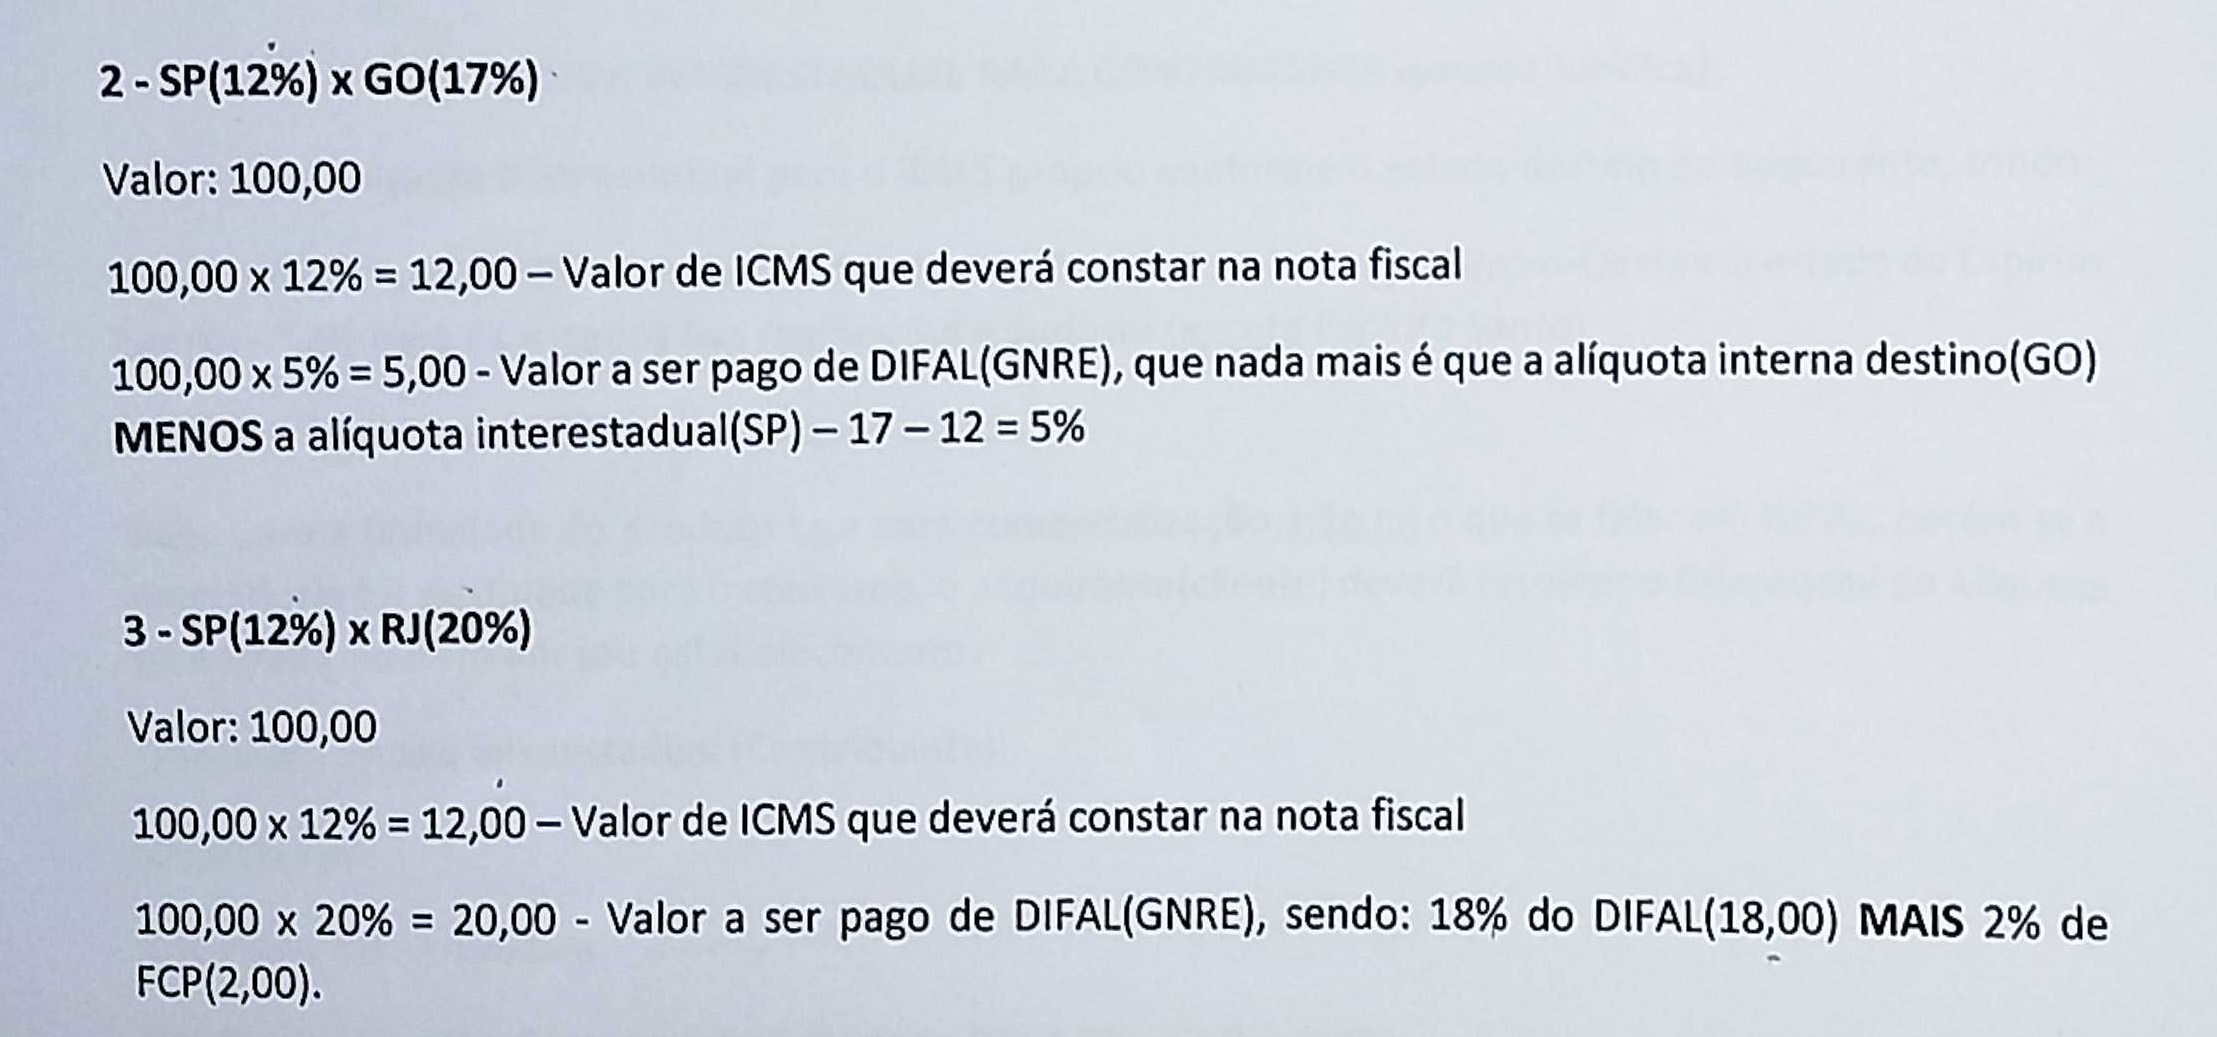 2 - SP(12%) x GO(17%)
Valor: 100,00
100,00 x 12% = 12,00 – Valor de ICMS que deverá constar na nota fiscal
100,00 x 5% = 5,00 - Valor a ser pago de DIFAL(GNRE), que nada mais é que a alíquota interna destino(GO)
MENOS a alíquota interestadual(SP) – 17 – 12 = 5%
3 - SP(12%) x RJ(20%)
Valor: 100,00
100,00 x 12% = 12,00 – Valor de ICMS que deverá constar na nota fiscal
100,00 x 20% = 20,00 - Valor a ser pago de DIFAL(GNRE), sendo: 18% do DIFAL(18,00) MAIS 2% de
FCP(2,00).